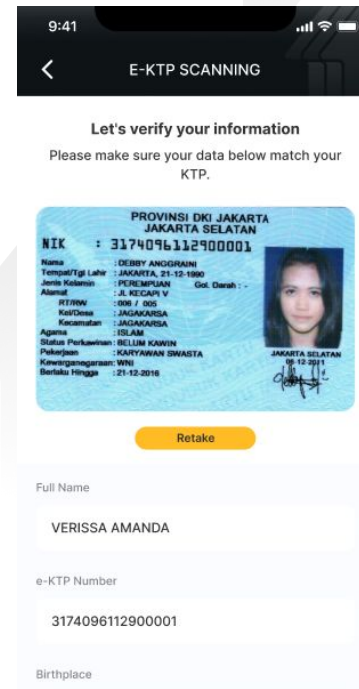 9:41
E-KTP SCANNING
Let's verify your information
Please make sure your data below match your
KTP.
PROVINSI DKI JAKARTA
JAKARTA SELATAN
NIK : 3174096112900001
Nama : DEBBY ANGGRAINI
Tempat/Tgl Lahir : JAKARTA, 21-12-1990
Jenis Kelamin : PEREMPUAN Gol. Darah : -
Alamat : JL KECAPI V
RT/RW : 006 / 005
Kel/Desa : JAGAKARSA
Kecamatan : JAGAKARSA
Agama : ISLAM
Status Perkawinan : BELUM KAWIN
Pekerjaan : KARYAWAN SWASTA
Kewarganegaraan : WNI
Berlaku Hingga : 21-12-2016
JAKARTA SELATAN
06-12-2011
Retake
Full Name
VERISSA AMANDA
e-KTP Number
3174096112900001
Birthplace